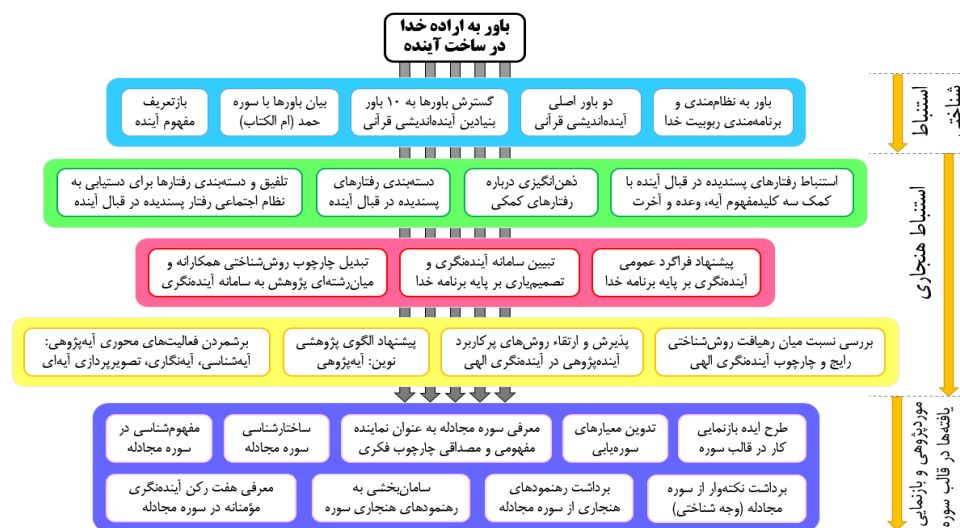 باور به اراده خدا
در ساخت آینده
استنباط
شناختی
باور به نظام‌مندی و
برنامه‌مندی ربوبیت خدا
دو باور اصلی
آینده‌اندیشی قرآنی
گسترش باورها به ۱۰ باور
بنیادین آینده‌اندیشی قرآنی
بیان باورها با سوره
حمد (ام الکتاب)
بازتعریف
مفهوم آینده
استنباط هنجاری
استنباط رفتارهای پسندیده در قبال آینده با
کمک سه کلیدمفهوم آیه، وعده و آخرت
ذهن‌انگیزی درباره
رفتارهای کمکی
دسته‌بندی رفتارهای
پسندیده در قبال آینده
تلفیق و دسته‌بندی رفتارها برای دستیابی به
نظام اجتماعی رفتار پسندیده در قبال آینده
پیشنهاد فراگرد عمومی
آینده‌نگری بر پایه برنامه خدا
تبیین سامانه آینده‌نگری و
تصمیم‌یاری بر پایه برنامه خدا
تبدیل چارچوب روش‌شناختی همکارانه و
میان‌رشته‌ای پژوهش به سامانه آینده‌نگری
بررسی نسبت میان رهیافت روش‌شناختی
رایج و چارچوب آینده‌نگری الهی
پذیرش و ارتقاء روش‌های پرکاربرد
آینده‌پژوهی در آینده‌نگری الهی
پیشنهاد الگوی پژوهشی
نوین: آیه‌پژوهی
برشمردن فعالیت‌های محوری آیه‌پژوهی:
آیه‌شناسی، آیه‌نگاری، تصویرپردازی آیه‌ای
موردپژوهی و بازنمایی
یافته‌ها در قالب سوره
طرح ایده بازنمایی
کار در قالب سوره
تدوین معیارهای
سوره‌یابی
معرفی سوره مجادله به عنوان نماینده
مفهومی و مصداقی چارچوب فکری
ساختارشناسی
سوره مجادله
مفهوم‌شناسی در
سوره مجادله
برداشت نکته‌وار از سوره
مجادله (وجه شناختی)
برداشت رهنمودهای
هنجاری از سوره مجادله
سامان‌بخشی به
رهنمودهای هنجاری سوره
معرفی هفت رکن آینده‌نگری
مؤمنانه در سوره مجادله